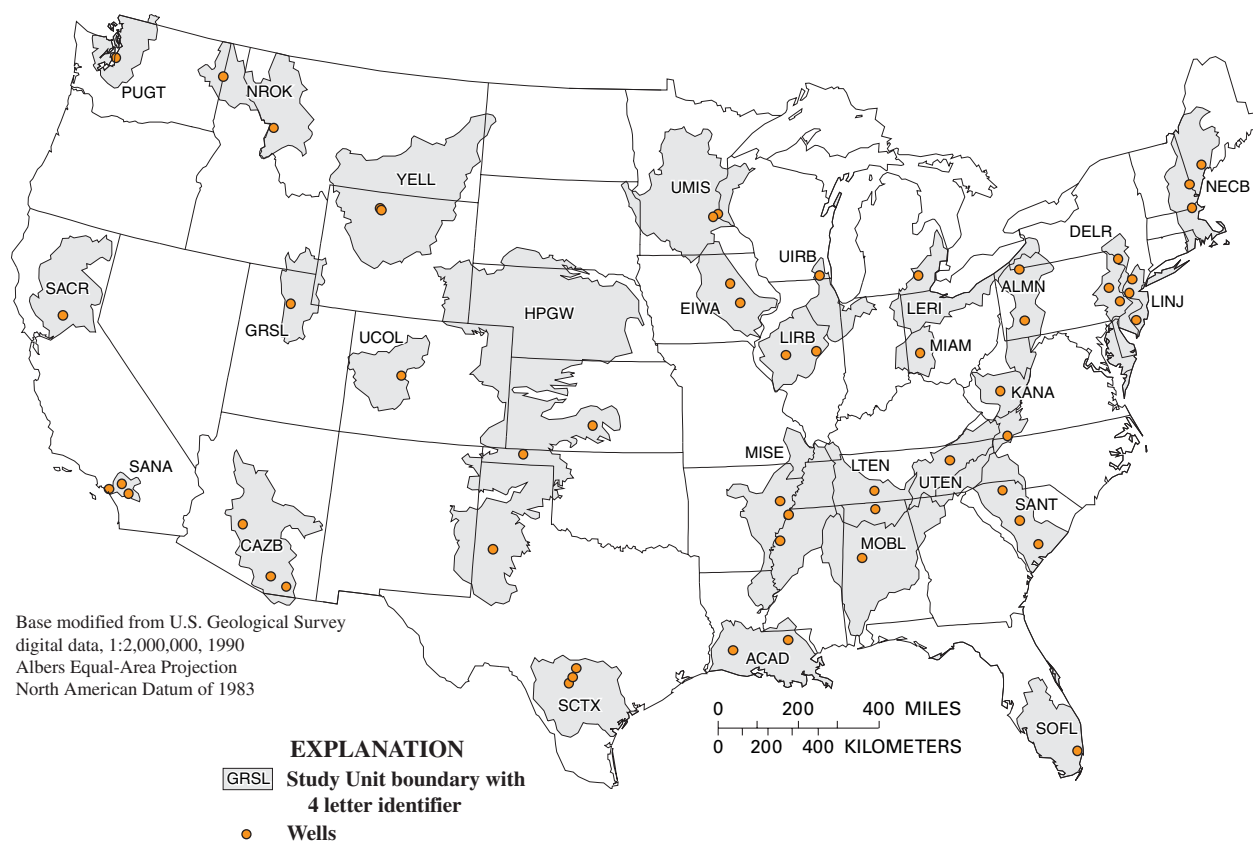 PUGT
NROK
YELL
UMIS
NECB
DELR
UIRB
SACR
ALMN
LINJ
GRSL
HPGW
EIWA
LERI
UCOL
LIRB
MIAM
KANA
MISE
SANA
LTEN
UTEN
SANT
CAZB
MOBL
Base modified from U.S. Geological Survey
digital data, 1:2,000,000, 1990
Albers Equal-Area Projection
North American Datum of 1983
ACAD
SCTX
SOFL
0 200 400 MILES
0 200 400 KILOMETERS
EXPLANATION
GRSL Study Unit boundary with
4 letter identifier
Wells